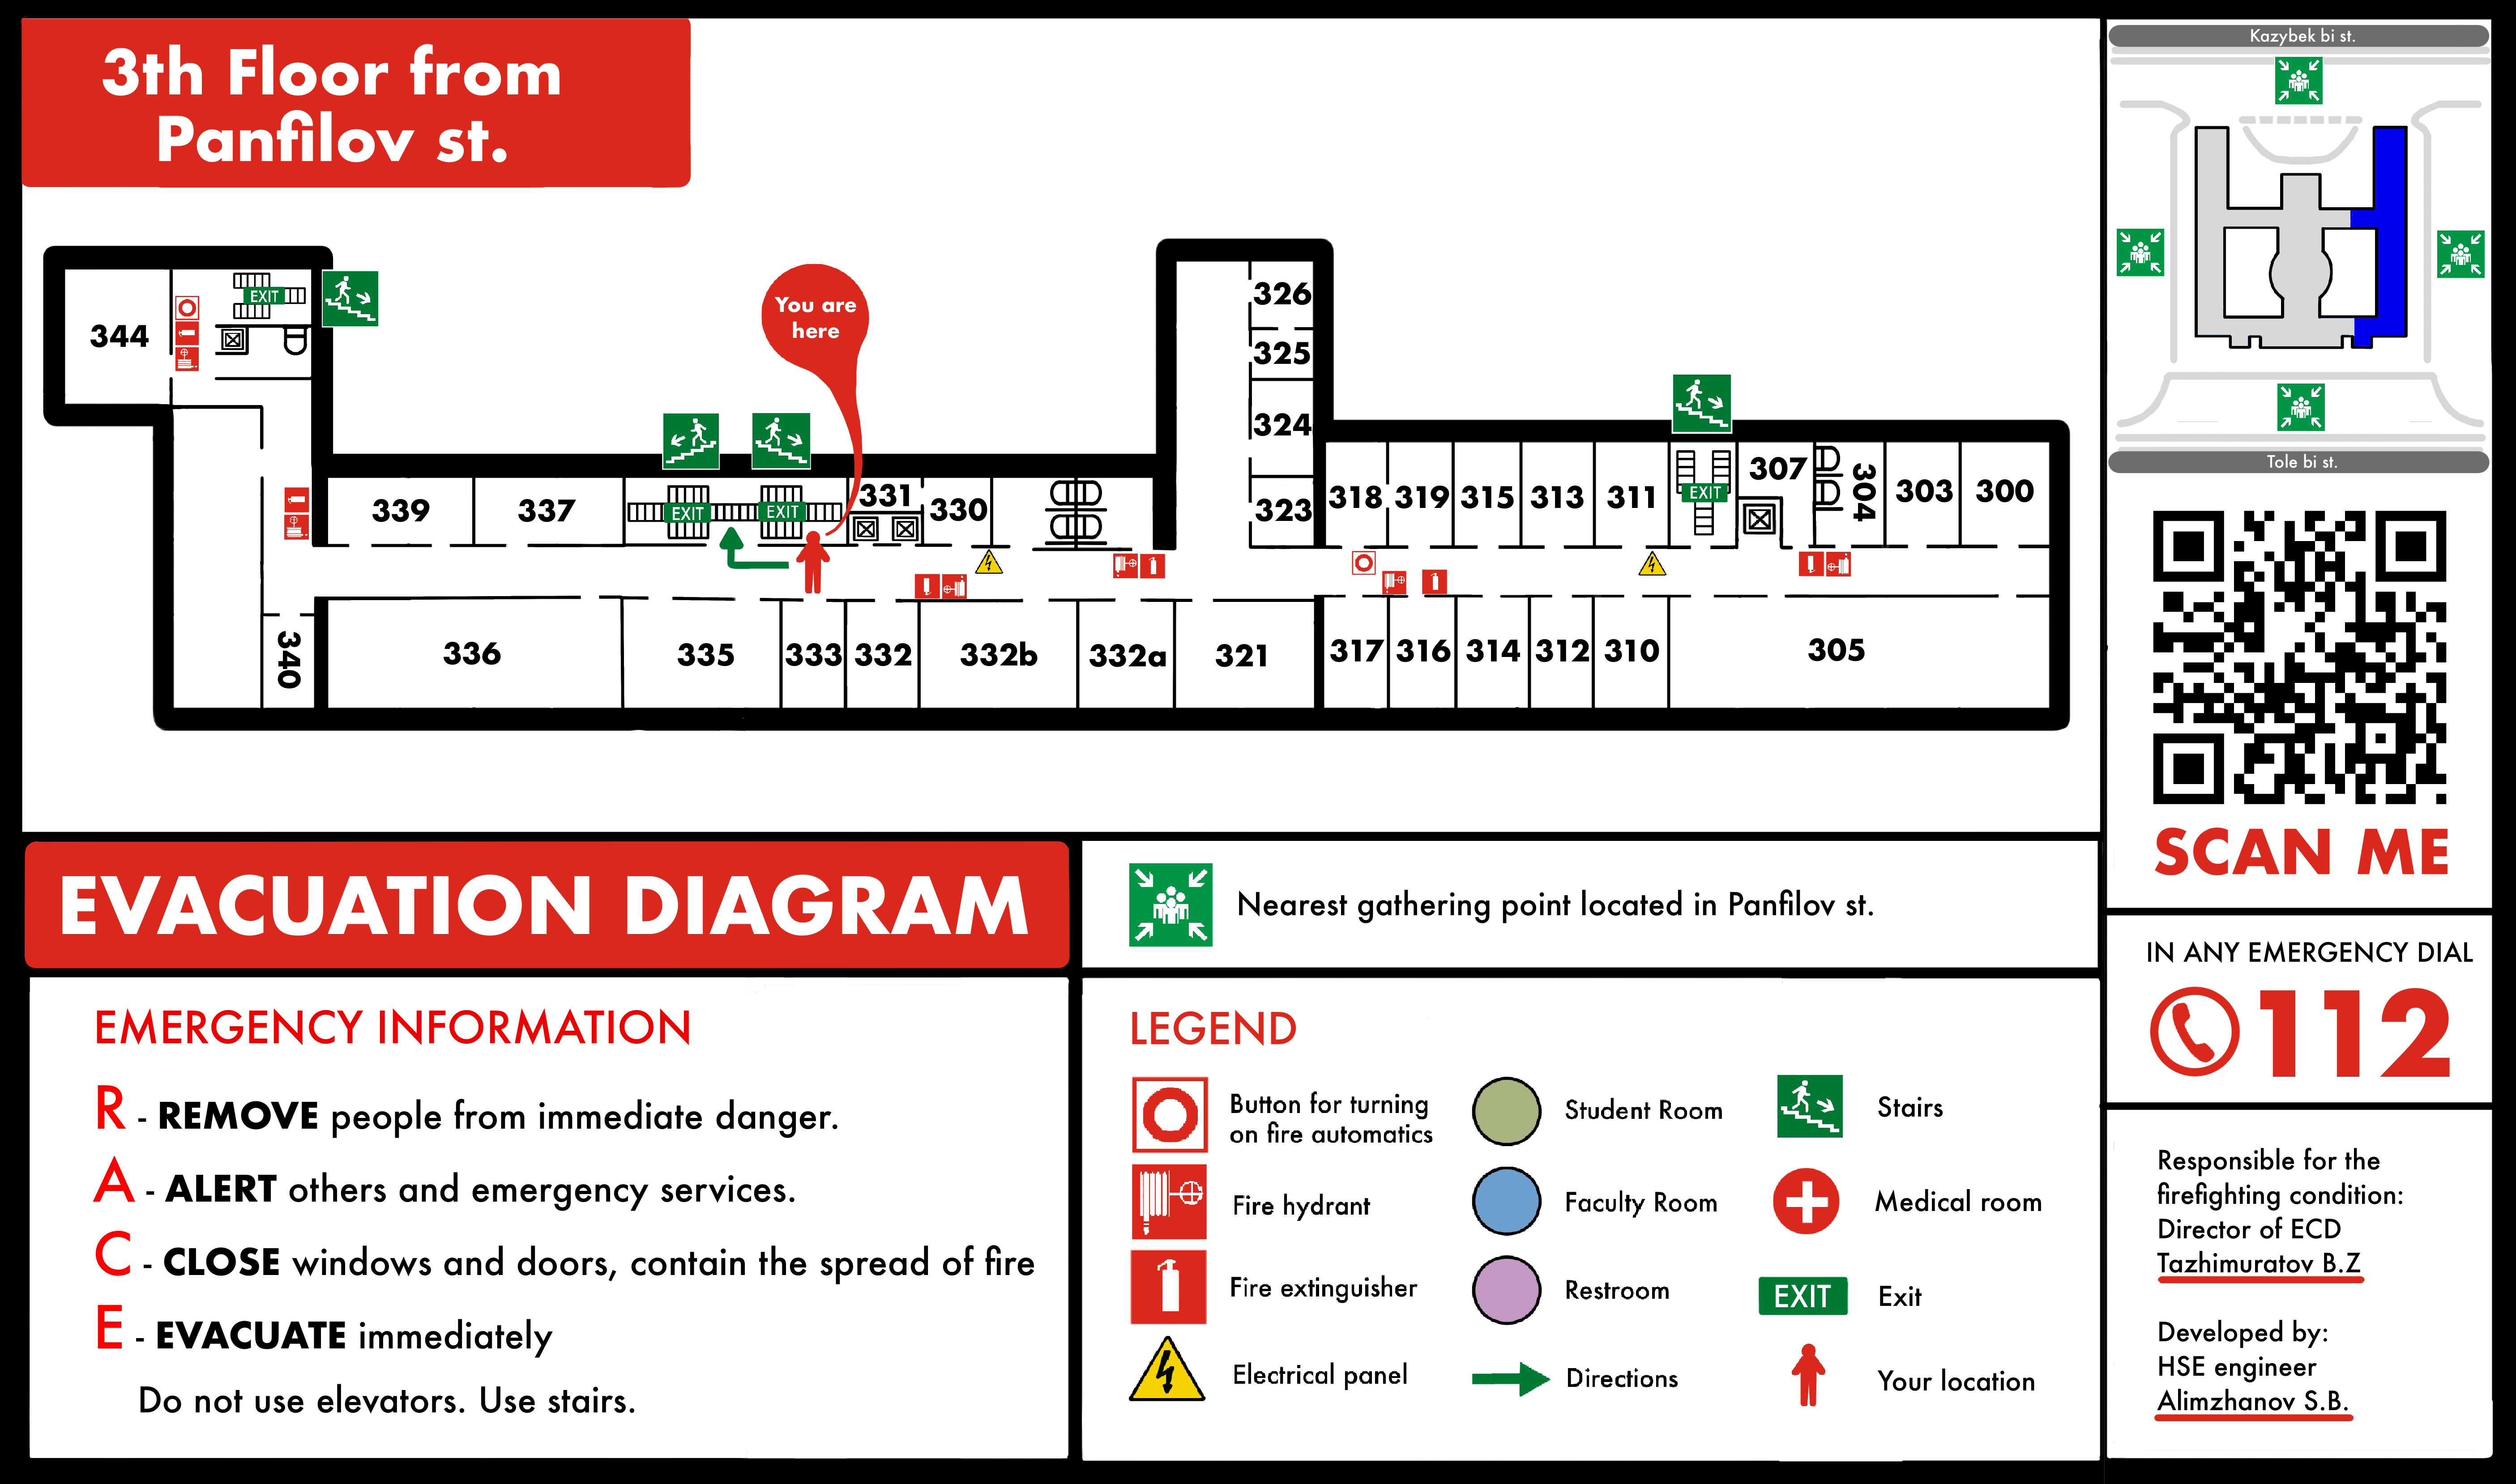 3th Floor from
Panfilov st.
344
EXIT
You are
here
326
325
324
323
339
337
EXIT
EXIT
331
330
318
319
315
313
311
EXIT
307
304
303
300
340
336
335
333
332
332b
332a
321
317
316
314
312
310
305
Kazybek bi st.
Tole bi st.
SCAN ME
EVACUATION DIAGRAM
Nearest gathering point located in Panfilov st.
IN ANY EMERGENCY DIAL
112
EMERGENCY INFORMATION
R - REMOVE people from immediate danger.
A - ALERT others and emergency services.
C - CLOSE windows and doors, contain the spread of fire
E - EVACUATE immediately
Do not use elevators. Use stairs.
LEGEND
Button for turning
on fire automatics
Fire hydrant
Fire extinguisher
Electrical panel
Student Room
Faculty Room
Restroom
Directions
Stairs
Medical room
EXIT
Exit
Your location
Responsible for the
firefighting condition:
Director of ECD
Tazhimuratov B.Z
Developed by:
HSE engineer
Alimzhanov S.B.